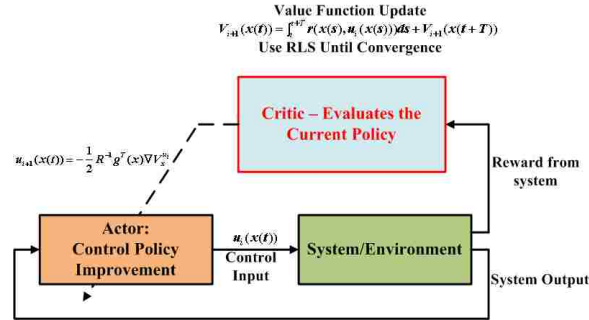 Value Function Update
V_{i+1}(x(t)) = ∫_t^{t+T} r(x(s), u_i(x(s)))ds + V_{i+1}(x(t+T))
Use RLS Until Convergence
Critic – Evaluates the
Current Policy
u_{i+1}(x(t)) = -1/2 R^{-1} g^T(x)∇V_x^{u_i}
Reward from
system
Actor:
Control Policy
Improvement
u_i(x(t))
Control
Input
System/Environment
System Output